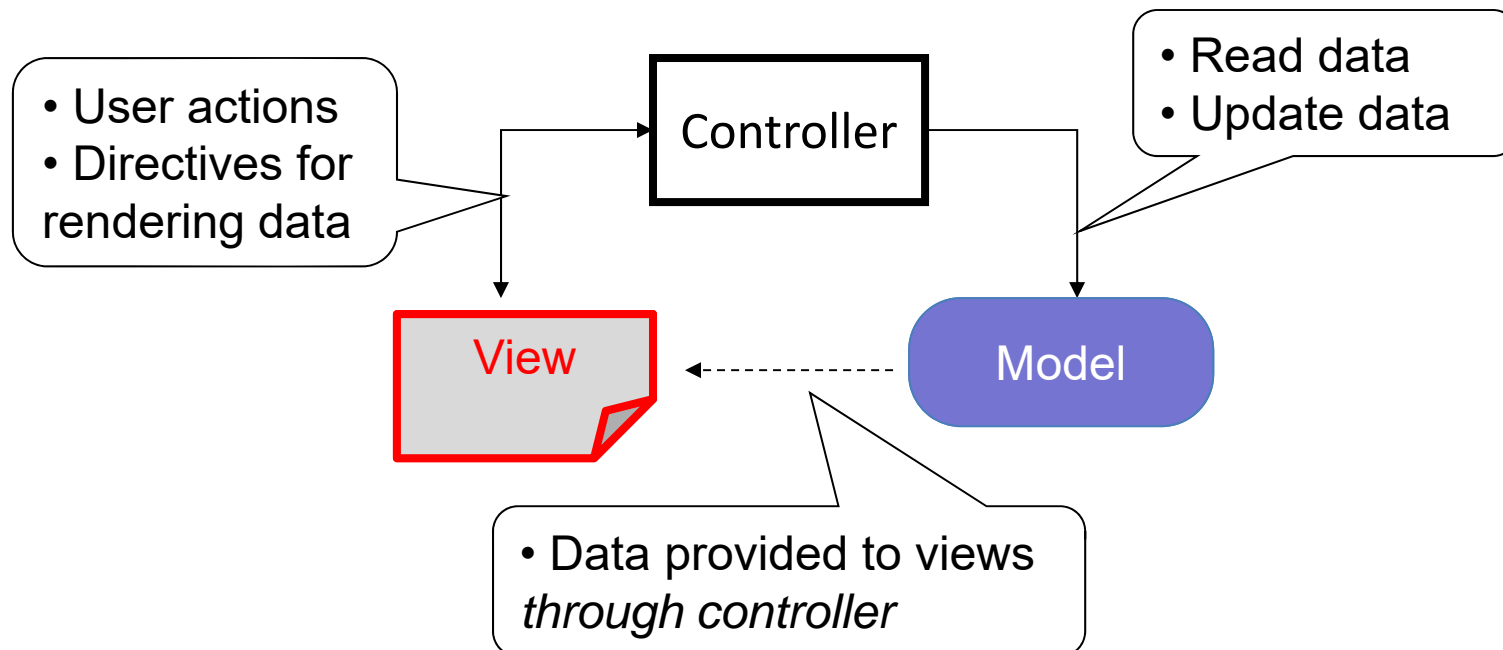 • User actions
• Directives for
rendering data
Controller
• Read data
• Update data
View
Model
• Data provided to views
through controller